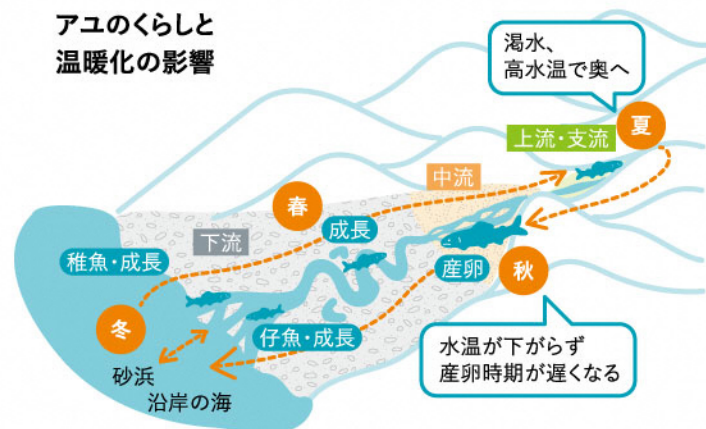 アユのくらしと
温暖化の影響
渇水、
高水温で奥へ
夏
上流・支流
中流
春
成長
下流
稚魚・成長
産卵
秋
冬
仔魚・成長
砂浜
沿岸の海
水温が下がらず
産卵時期が遅くなる